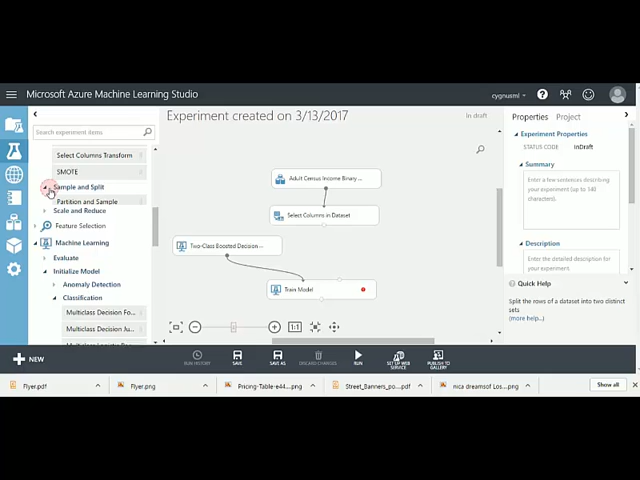 Microsoft Azure Machine Learning Studio
cygnusml
Search experiment items
Select Columns Transform
SMOTE
Sample and Split
Partition and Sample
Scale and Reduce
Feature Selection
Machine Learning
Evaluate
Initialize Model
Anomaly Detection
Classification
Multiclass Decision Fo...
Multiclass Decision Ju...
Experiment created on 3/13/2017
In draft
Adult Census Income Binary ...
Select Columns in Dataset
Two-Class Boosted Decision ...
Train Model
1:1
Properties Project
Experiment Properties
STATUS CODE InDraft
Summary
Enter a few sentences describing
your experiment (up to 140
characters).
Description
Enter the detailed description for
your experiment.
Quick Help
Split the rows of a dataset into two distinct
sets
(more help...)
NEW
RUN HISTORY
SAVE
SAVE AS
DISCARD CHANGES
RUN
SET UP WEB
SERVICE
PUBLISH TO
GALLERY
Flyer.pdf
Flyer.png
Pricing-Table-e44....png
Street_Banners_po....pdf
nica dreamsof Los....png
Show all